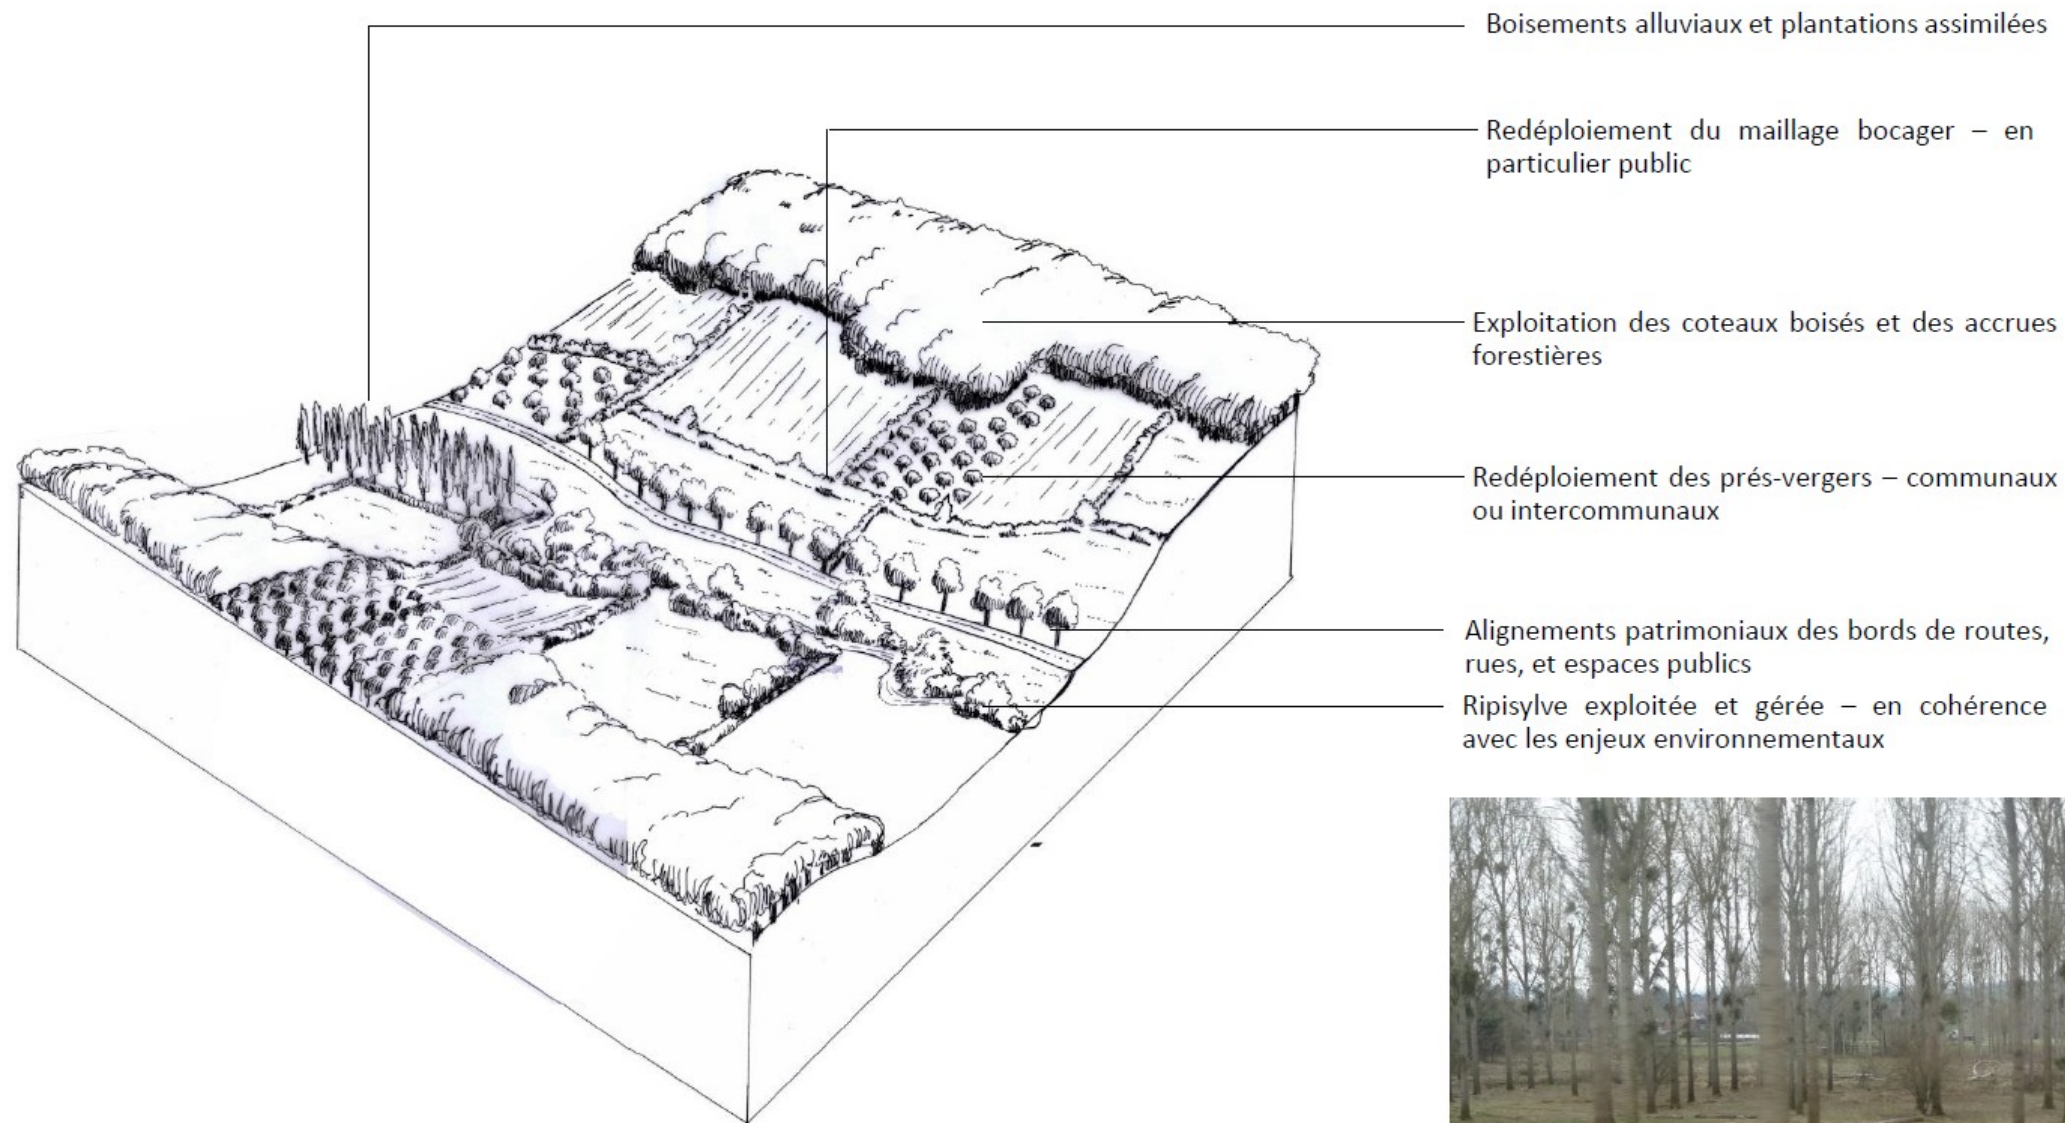 Boisements alluviaux et plantations assimilées
Redéploiement du maillage bocager – en
particulier public
Exploitation des coteaux boisés et des accrues
forestières
Redéploiement des prés-vergers – communaux
ou intercommunaux
Alignements patrimoniaux des bords de routes,
rues, et espaces publics
Ripisylve exploitée et gérée – en cohérence
avec les enjeux environnementaux